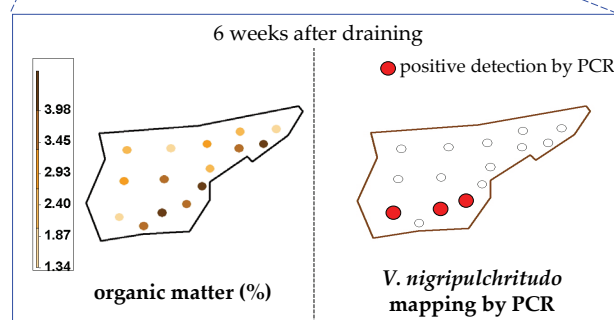 6 weeks after draining
positive detection by PCR
3.98
3.45
2.93
2.40
1.87
1.34
organic matter (%)
V. nigripulchritudo
mapping by PCR